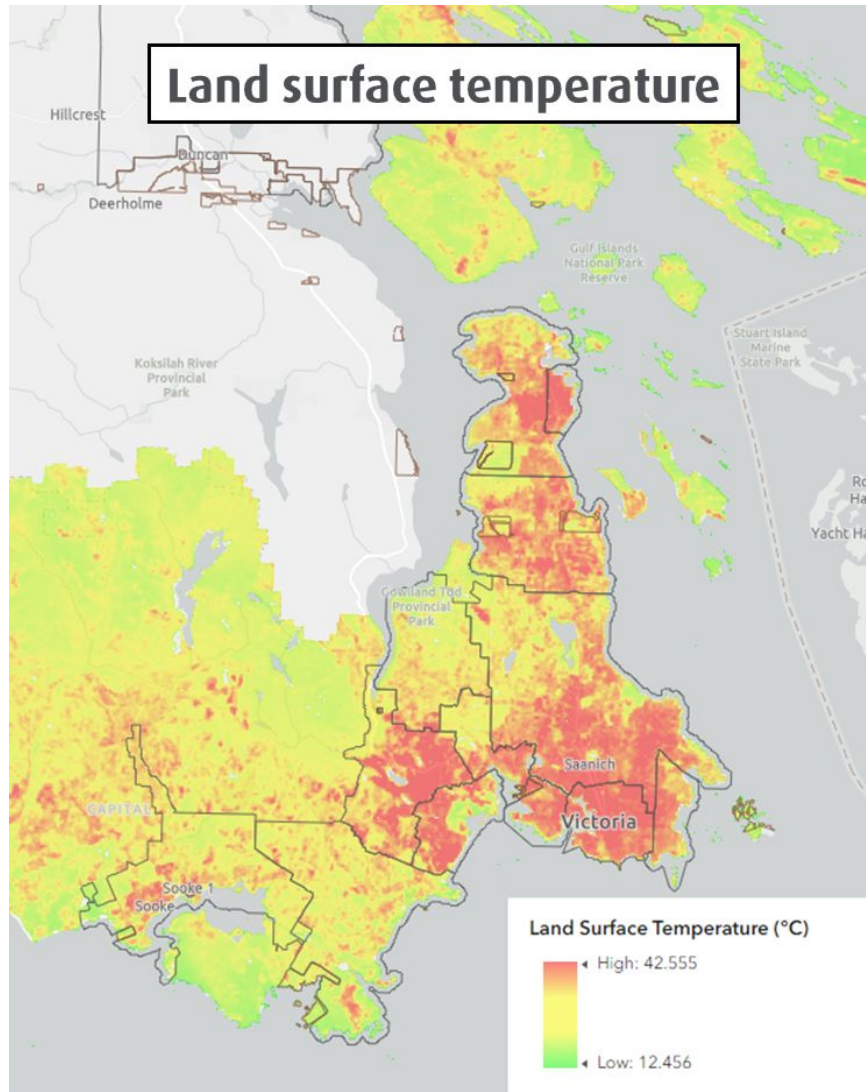 Land surface temperature
Hillcrest
Duncan
Deerholme
Gulf Islands
National Park
Reserve
Stuart Island
Marine
State Park
Koksilah River
Provincial
Park
Ro
Ha
Yacht Ha
Gowlland Tod
Provincial
Park
Saanich
CAPITAL
Victoria
Sooke 1
Sooke
Land Surface Temperature (°C)
High: 42.555
Low: 12.456